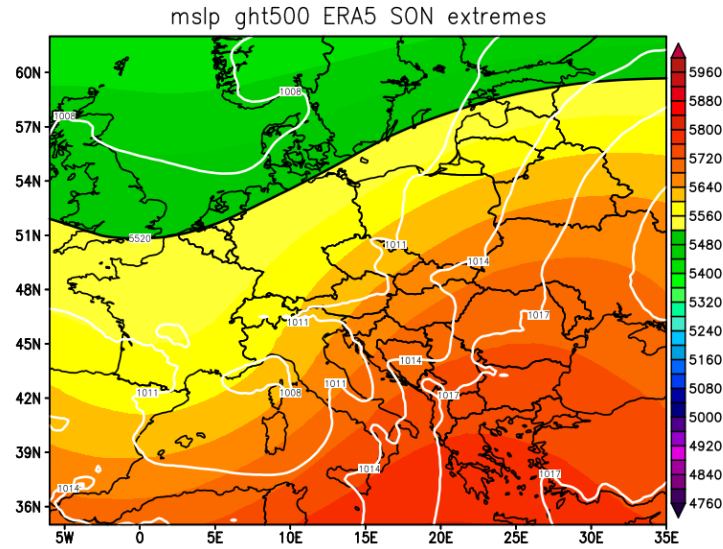 mslp ght500 ERA5 SON extremes
60N
57N
54N
51N
48N
45N
42N
39N
36N
5W
0
5E
10E
15E
20E
25E
30E
35E
1008
1008
5520
1011
1014
1017
1011
1014
1011
1011
1008
1017
1014
1014
1017
5960
5880
5800
5720
5640
5560
5480
5400
5320
5240
5160
5080
5000
4920
4840
4760